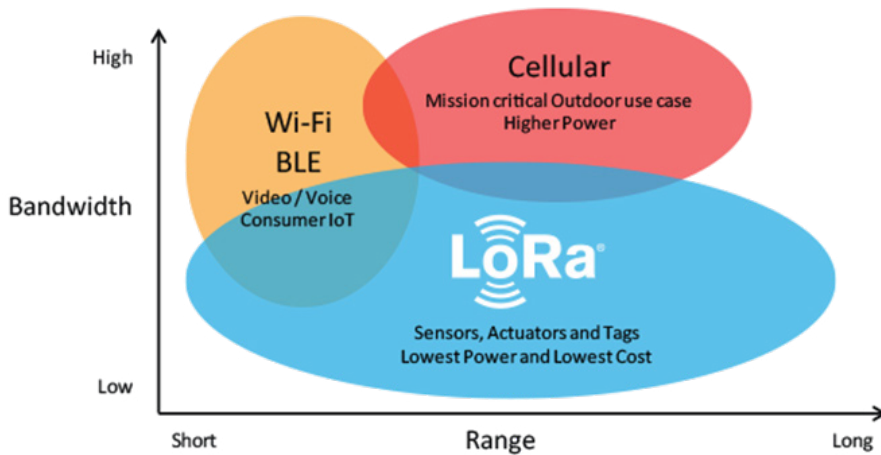 High
Cellular
Mission critical Outdoor use case
Higher Power
Wi-Fi
BLE
Video / Voice
Consumer IoT
Bandwidth
LoRa®
Sensors, Actuators and Tags
Lowest Power and Lowest Cost
Low
Short
Range
Long